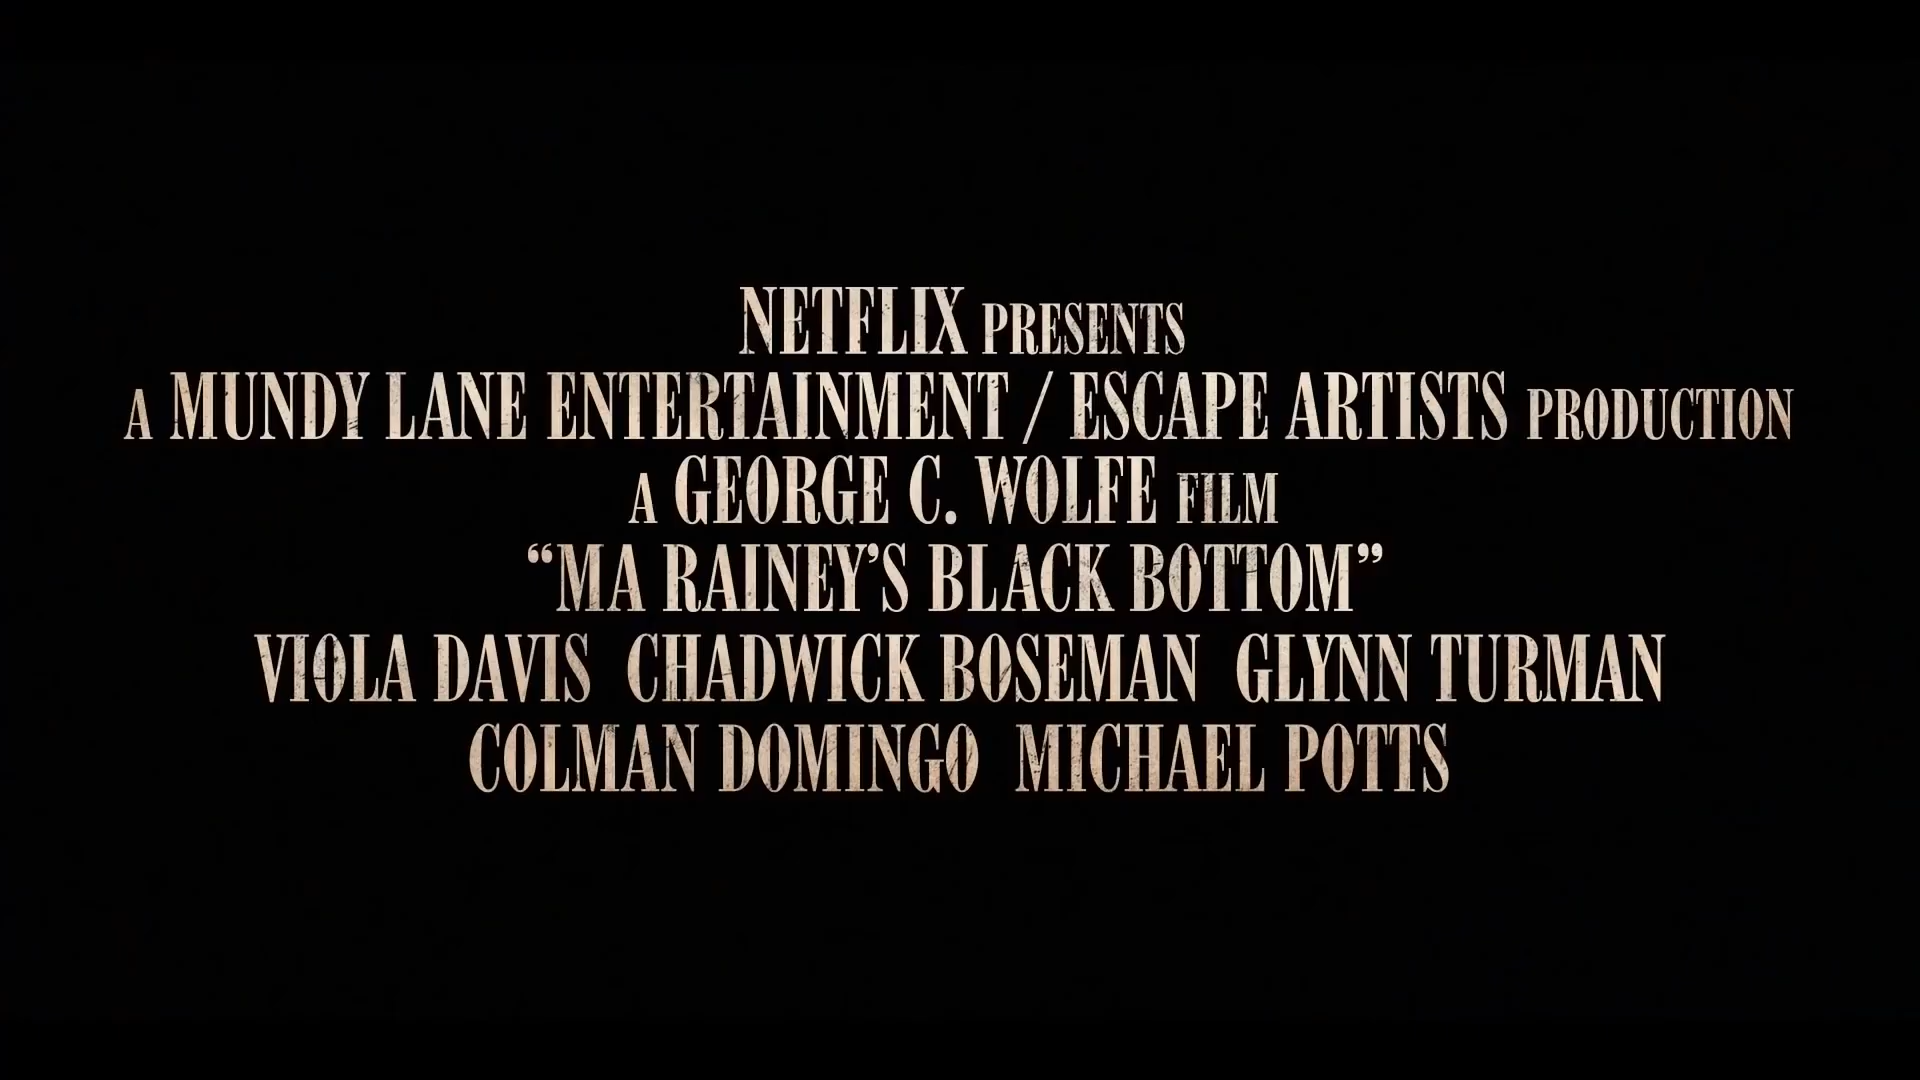 NETFLIX PRESENTS
A MUNDY LANE ENTERTAINMENT / ESCAPE ARTISTS PRODUCTION
A GEORGE C. WOLFE FILM
“MA RAINEY’S BLACK BOTTOM”
VIOLA DAVIS CHADWICK BOSEMAN GLYNN TURMAN
COLMAN DOMINGO MICHAEL POTTS